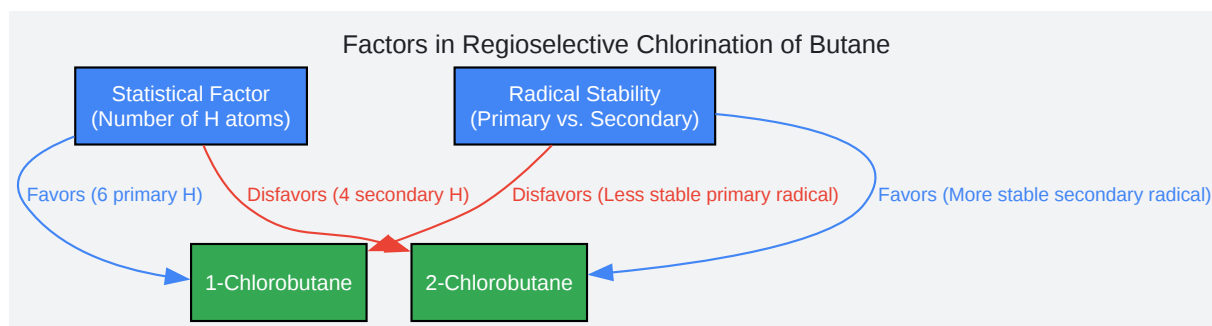 Factors in Regioselective Chlorination of Butane
Statistical Factor
(Number of H atoms)
Radical Stability
(Primary vs. Secondary)
Favors (6 primary H)
Disfavors (4 secondary H)
Disfavors (Less stable primary radical)
Favors (More stable secondary radical)
1-Chlorobutane
2-Chlorobutane